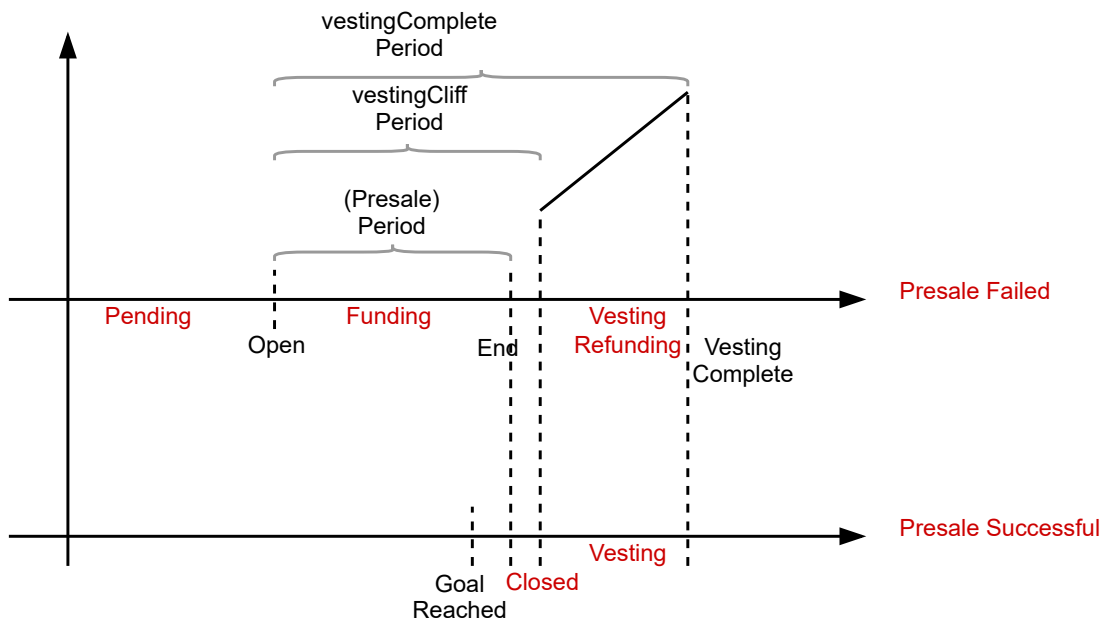 vestingComplete
Period
vestingCliff
Period
(Presale)
Period
Presale Failed
Pending
Funding
Vesting
Refunding
Open
End
Vesting
Complete
Presale Successful
Vesting
Goal
Reached
Closed